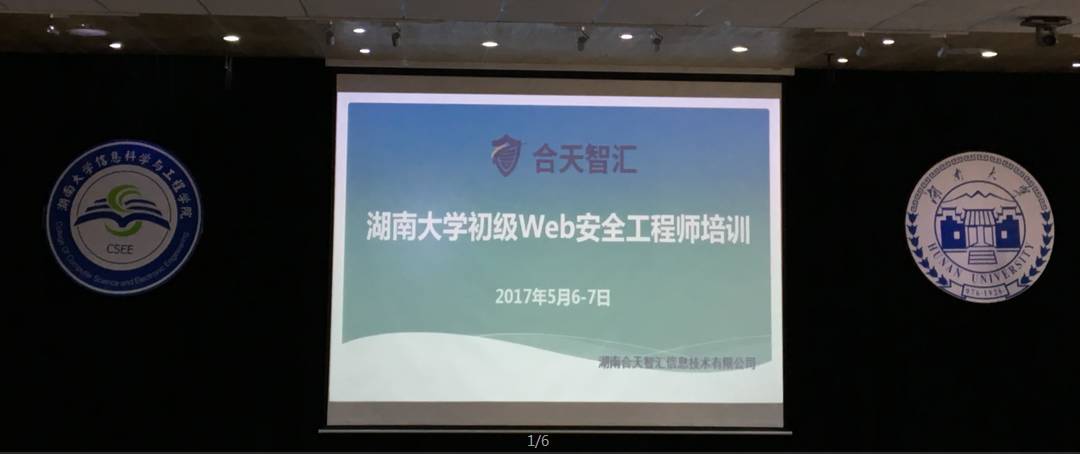 合天智汇
湖南大学初级Web安全工程师培训
2017年5月6-7日
湖南合天智汇信息技术有限公司
湖南大学信息科学与工程学院
CSEE
College Of Computer Science and Electronic Engineering
湖南大学
HUNAN UNIVERSITY
976-1926
1/6